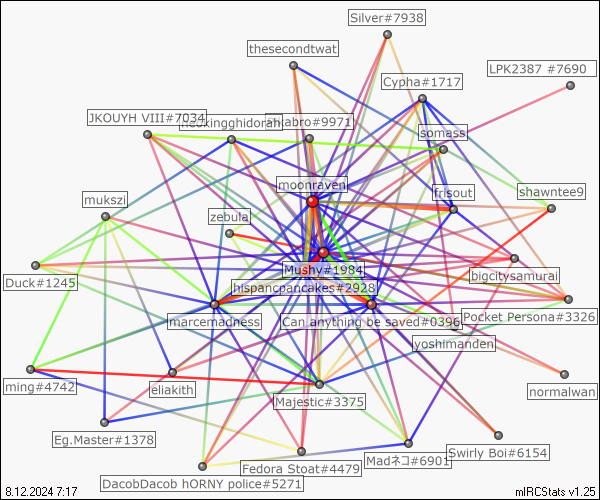 Silver#7938
thesecondtwat
LPK2387 #7690
Cypha#1717
JKOUYH VIII#7034
abro#9971
somass
moonraven
frisout
shawntee9
mukszi
zebula
Mushy#1984
bigcitysamurai
Duck#1245
hispancpancakes#2928
marcemadness
Can anything be saved#0396
Pocket Persona#3326
yoshimanden
ming#4742
eliakith
normalwan
Majestic#3375
Eg.Master#1378
Madネコ#6901
Swirly Boi#6154
Fedora Stoat#4479
DacobDacob hORNY police#5271
8.12.2024 7:17
mIRCStats v1.25